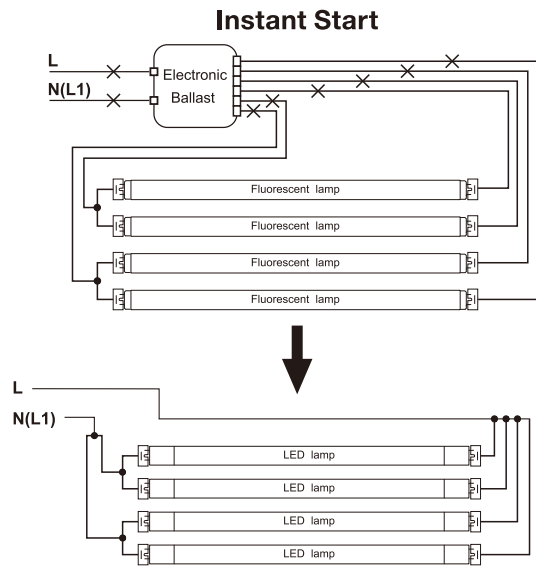 Instant Start
L
N(L1)
Electronic
Ballast
Fluorescent lamp
Fluorescent lamp
Fluorescent lamp
Fluorescent lamp
L
N(L1)
LED lamp
LED lamp
LED lamp
LED lamp